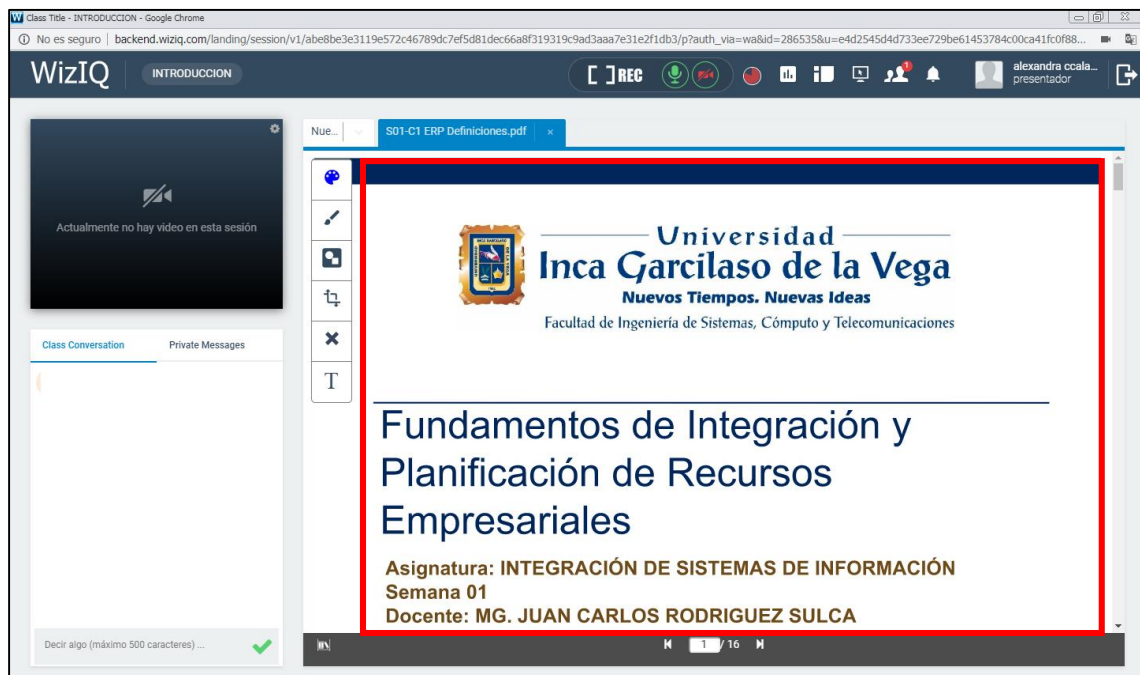 Class Title - INTRODUCCION - Google Chrome
No es seguro | backend.wiziq.com/landing/session/v1/abe8be3e3119e572c46789dc7ef5d81dec66a8f319319c9ad3aaa7e31e2f1db3/p?auth_via=wa&id=286535&u=e4d2545d4d733ee729be61453784c00ca41fc0f88...
WizIQ
INTRODUCCION
[ ]REC
1
alexandra ccala...
presentador
Nue...
S01-C1 ERP Definiciones.pdf ×
Actualmente no hay vídeo en esta sesión
Class Conversation
Private Messages
Decir algo (máximo 500 caracteres) ...
T
Universidad
Inca Garcilaso de la Vega
Nuevos Tiempos. Nuevas Ideas
Facultad de Ingeniería de Sistemas, Cómputo y Telecomunicaciones
Fundamentos de Integración y
Planificación de Recursos
Empresariales
Asignatura: INTEGRACIÓN DE SISTEMAS DE INFORMACIÓN
Semana 01
Docente: MG. JUAN CARLOS RODRIGUEZ SULCA
1 / 16